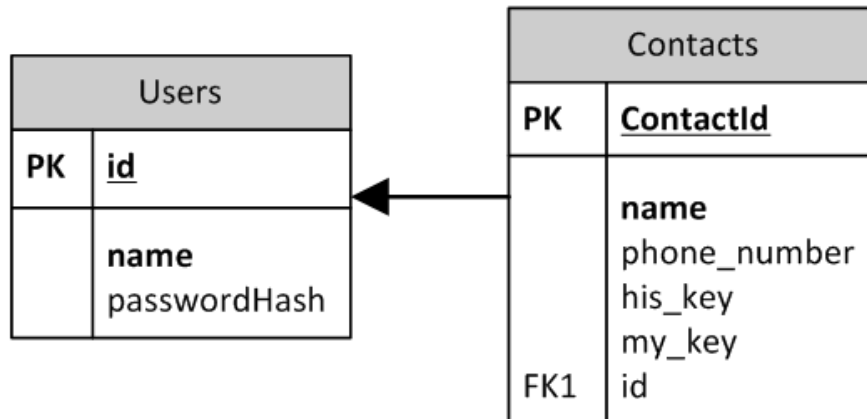 Users
PK id
name
passwordHash
Contacts
PK ContactId
name
phone_number
his_key
my_key
FK1 id